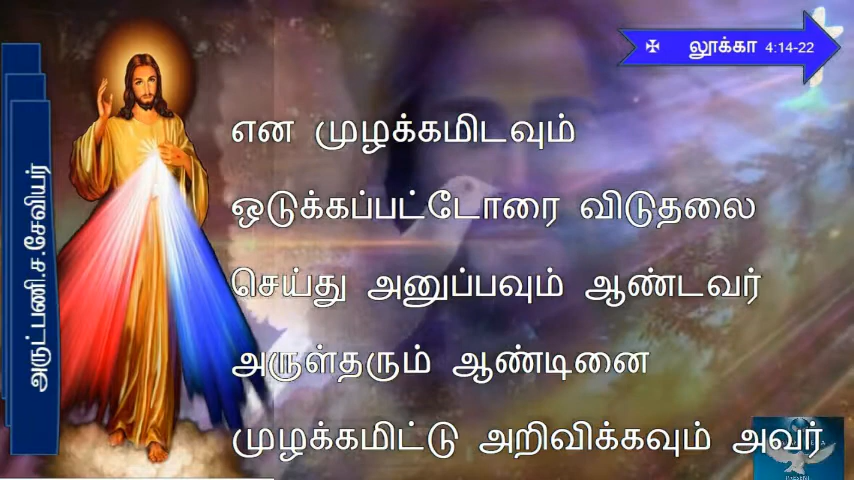 ✠ லூக்கா 4:14-22
அருட்பணி.ச.சேவியர்
என முழக்கமிடவும்
ஒடுக்கப்பட்டோரை விடுதலை
செய்து அனுப்பவும் ஆண்டவர்
அருள்தரும் ஆண்டினை
முழக்கமிட்டு அறிவிக்கவும் அவர்